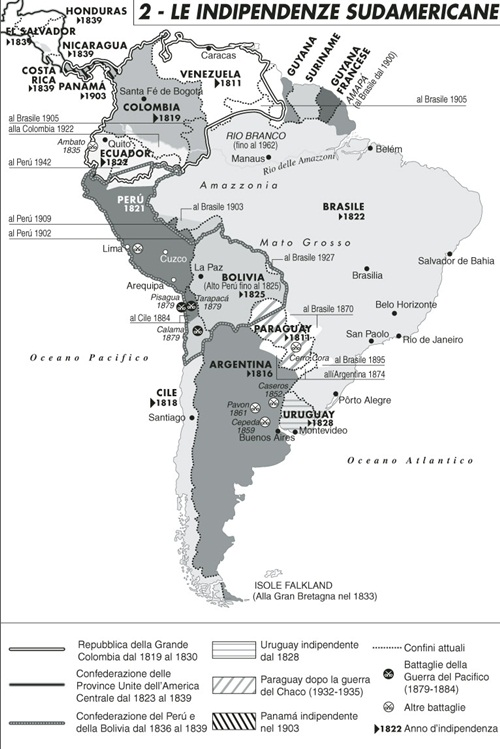 2 - LE INDIPENDENZE SUDAMERICANE
HONDURAS
▶1839
EL SALVADOR
▶1839
NICARAGUA
▶1839
COSTA
RICA
▶1839
PANAMÁ
▶1903
Caracas
VENEZUELA
▶1811
GUYANA
SURINAME
GUYANA
FRANCESE
AMAPÁ
(al Brasile dal 1900)
Santa Fé de Bogotá
COLOMBIA
▶1819
al Brasile 1905
al Brasile 1905
alla Colombia 1922
Ambato
1835
Quito
ECUADOR
▶1822
RIO BRANCO
(fino al 1962)
Manaus
Rio delle Amazzoni
Belém
al Perú 1942
Amazzonia
PERÚ
1821
BRASILE
▶1822
al Brasile 1903
al Perú 1909
al Perú 1902
Mato Grosso
Lima
Cuzco
al Brasile 1927
Salvador de Bahia
La Paz
BOLIVIA
(Alto Perú fino al 1825)
▶1825
Brasilia
Arequipa
Pisagua
1879
Tarapacá
1879
al Cile 1884
Calama
1879
al Brasile 1870
Belo Horizonte
PARAGUAY
▶1811
San Paolo
Rio de Janeiro
Cerro Cora
al Brasile 1895
all'Argentina 1874
Oceano Pacifico
ARGENTINA
▶1816
Caseros
1852
CILE
▶1818
Pavon
1861
Cepeda
1859
Pôrto Alegre
Santiago
URUGUAY
▶1828
Buenos Aires
Montevideo
Oceano Atlantico
ISOLE FALKLAND
(Alla Gran Bretagna nel 1833)
Repubblica della Grande
Colombia dal 1819 al 1830
Confederazione delle
Province Unite dell'America
Centrale dal 1823 al 1839
Confederazione del Perú e
della Bolivia dal 1836 al 1839
Uruguay indipendente
dal 1828
Paraguay dopo la guerra
del Chaco (1932-1935)
Panamá indipendente
nel 1903
Confini attuali
Battaglie della
Guerra del Pacifico
(1879-1884)
Altre battaglie
▶1822 Anno d'indipendenza